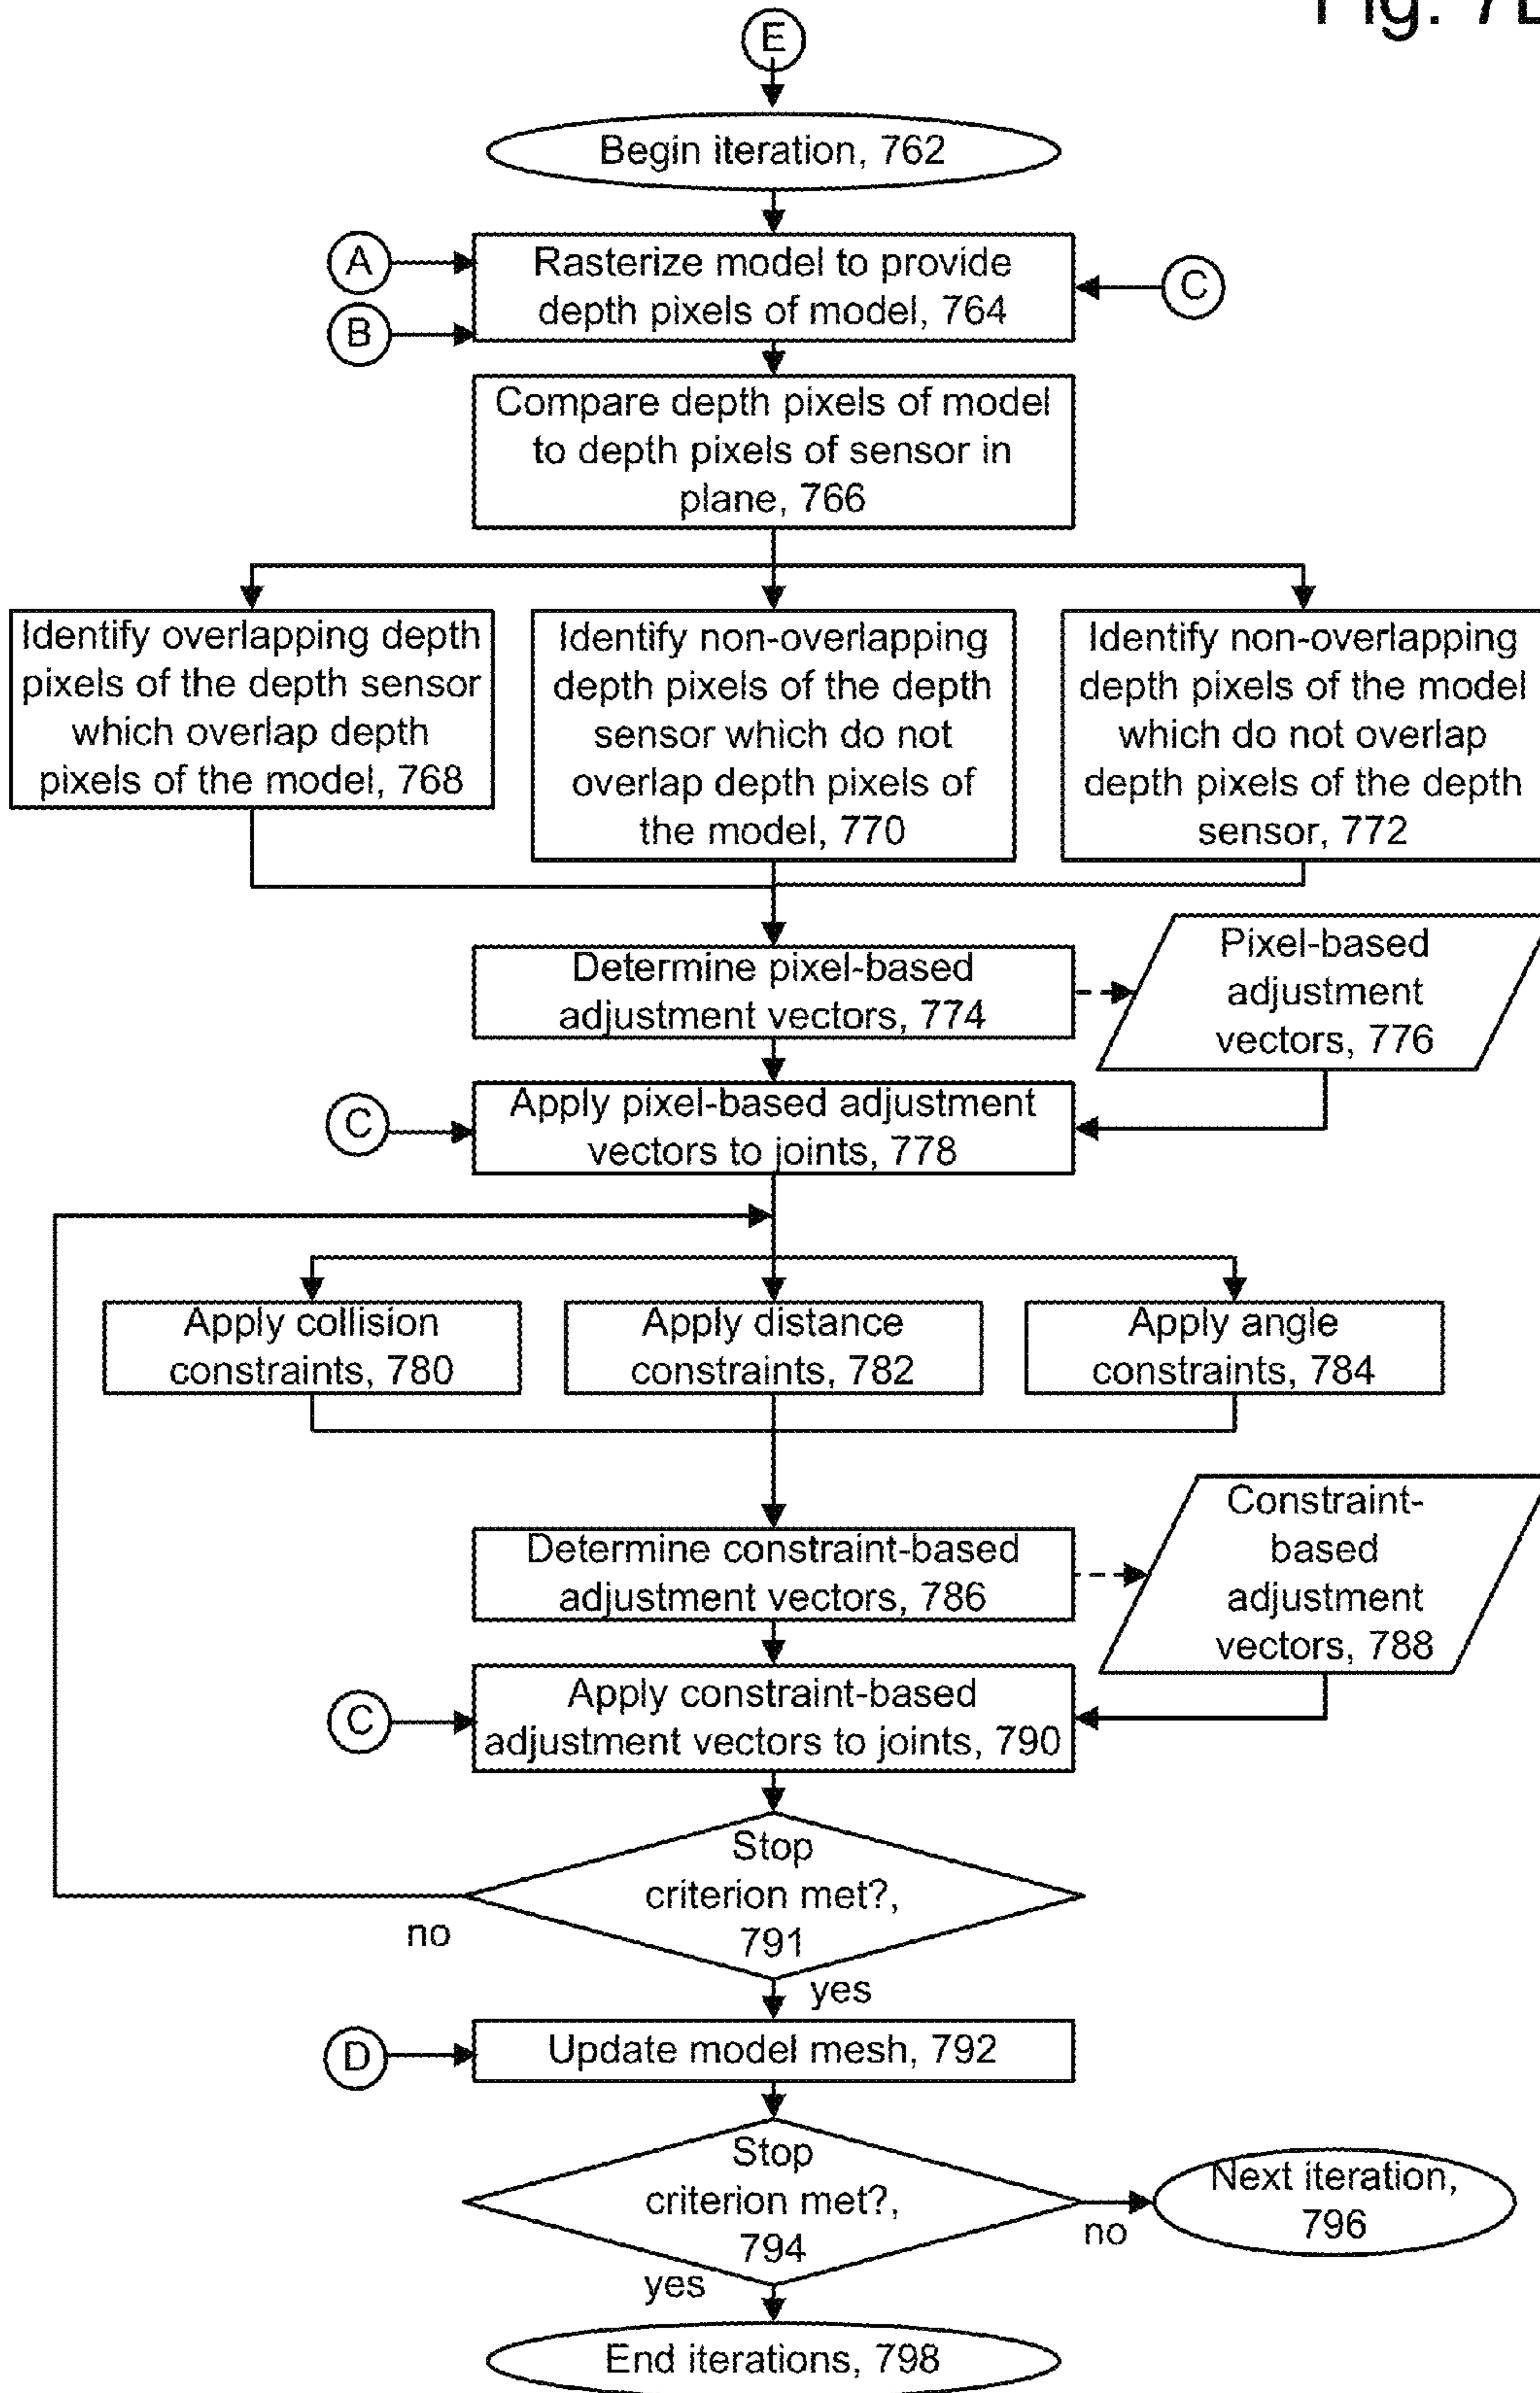 Fig. 7
E
Begin iteration, 762
A
B
Rasterize model to provide
depth pixels of model, 764
C
Compare depth pixels of model
to depth pixels of sensor in
plane, 766
Identify overlapping depth
pixels of the depth sensor
which overlap depth
pixels of the model, 768
Identify non-overlapping
depth pixels of the depth
sensor which do not
overlap depth pixels of
the model, 770
Identify non-overlapping
depth pixels of the model
which do not overlap
depth pixels of the depth
sensor, 772
Determine pixel-based
adjustment vectors, 774
Pixel-based
adjustment
vectors, 776
C
Apply pixel-based adjustment
vectors to joints, 778
Apply collision
constraints, 780
Apply distance
constraints, 782
Apply angle
constraints, 784
Determine constraint-based
adjustment vectors, 786
Constraint-
based
adjustment
vectors, 788
C
Apply constraint-based
adjustment vectors to joints, 790
Stop
criterion met?,
791
no
yes
D
Update model mesh, 792
Stop
criterion met?,
794
no
Next iteration,
796
yes
End iterations, 798